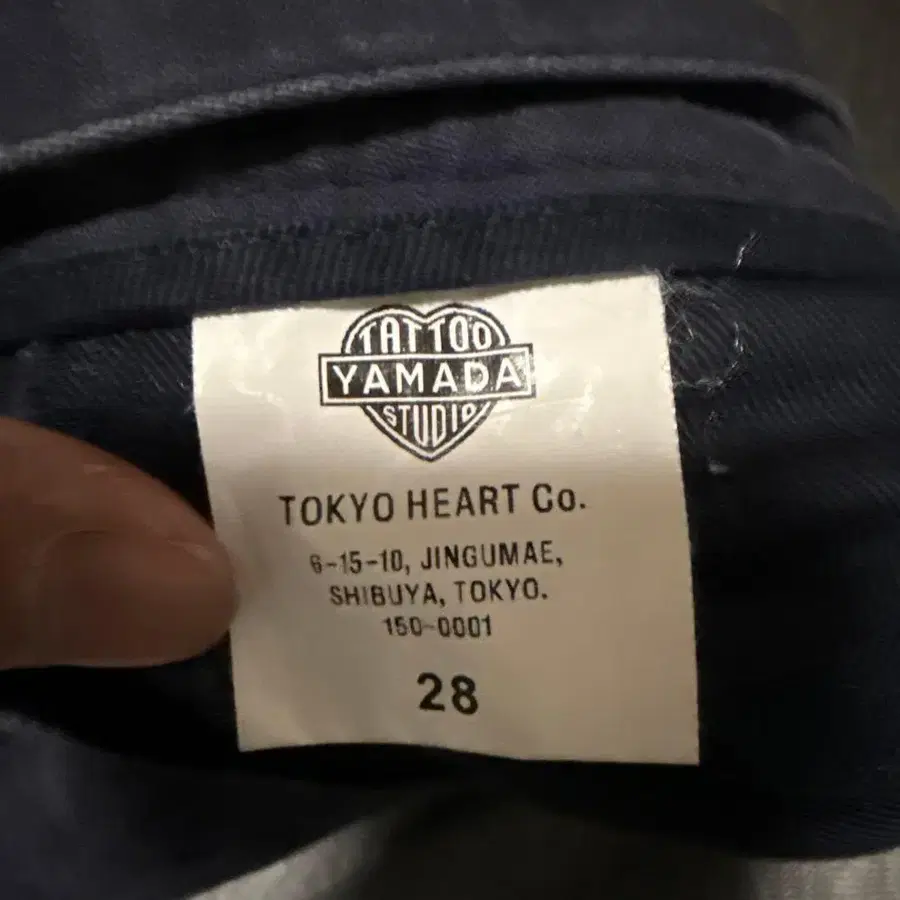 TATTOO
YAMADA
STUDIO
TOKYO HEART Co.
6-15-10, JINGUMAE,
SHIBUYA, TOKYO.
150-0001
28